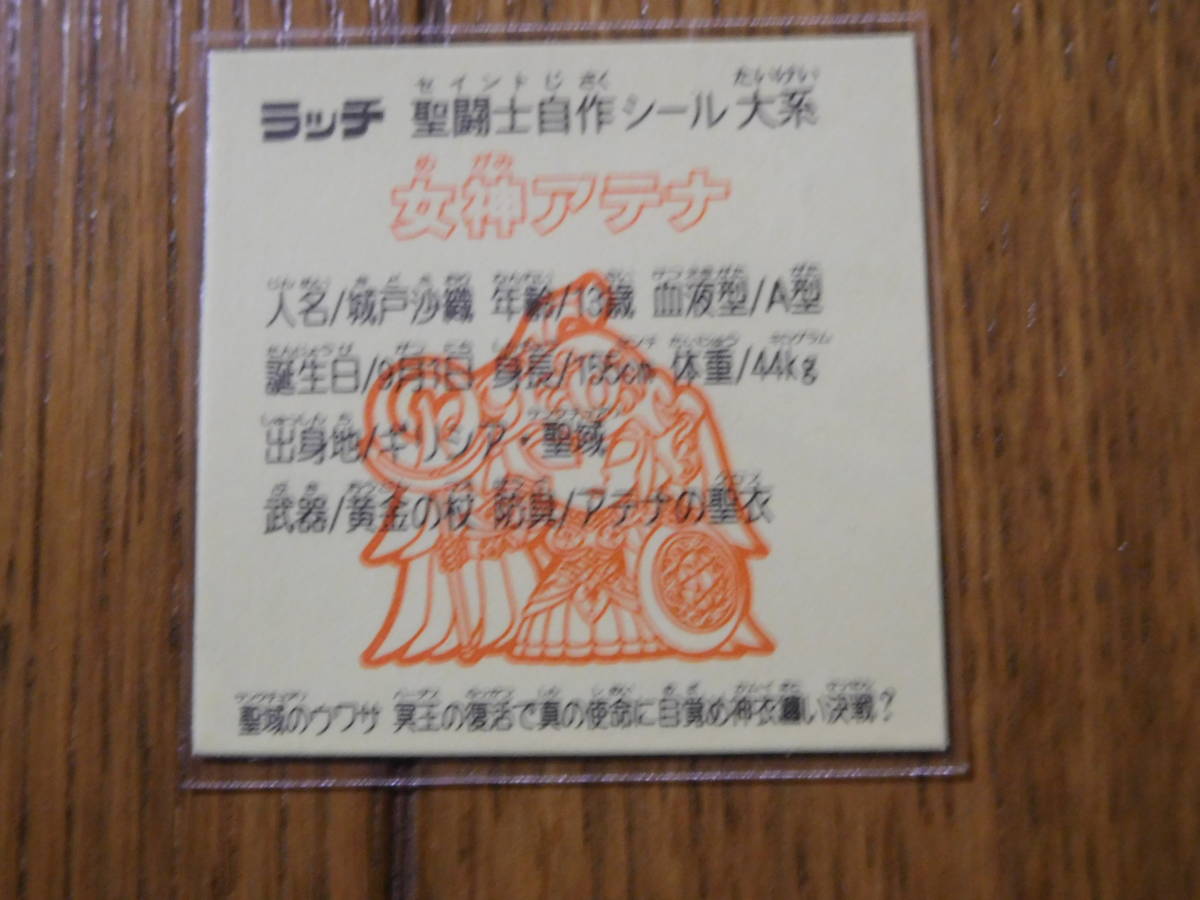 ラッチ 聖闘士自作シール大系
女神アテナ
人名/城戸沙織 年齢/13歳 血液型/A型
誕生日/9月1日 身長/155cm 体重/44kg
出身地/ギリシア・聖域
武器/黄金の杖 防具/アテナの聖衣
聖域のウワサ 冥王の復活で真の使命に目覚め神衣纏い決戦?